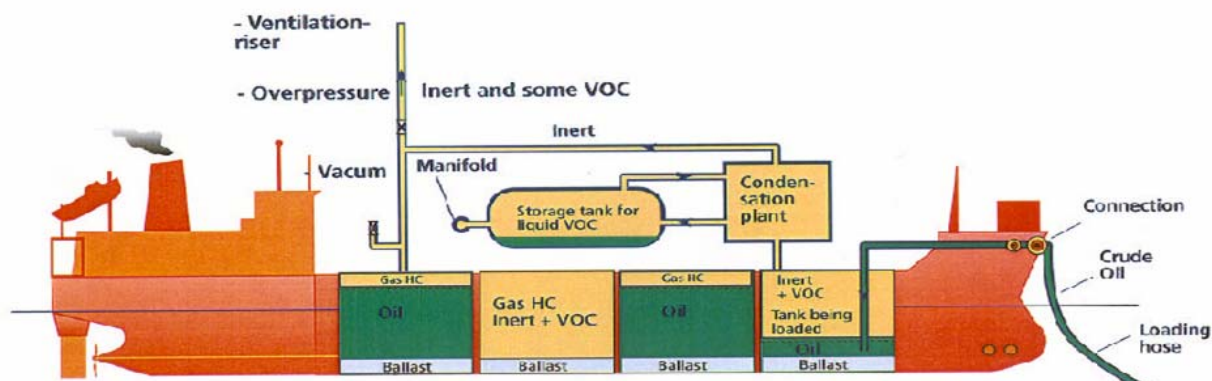 - Ventilation-
riser
- Overpressure
Inert and some VOC
Inert
Vacum
Manifold
Storage tank for
liquid VOC
Conden-
sation
plant
Connection
Crude
Oil
Loading
hose
Gas HC
Oil
Ballast
Gas HC
Inert + VOC
Ballast
Gas HC
Oil
Ballast
Inert
+ VOC
Tank being
loaded
Oil
Ballast